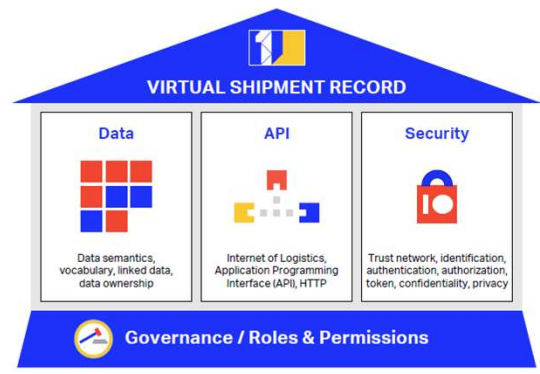 VIRTUAL SHIPMENT RECORD
Data
Data semantics,
vocabulary, linked data,
data ownership
API
Internet of Logistics,
Application Programming
Interface (API), HTTP
Security
Trust network, identification,
authentication, authorization,
token, confidentiality, privacy
Governance / Roles & Permissions